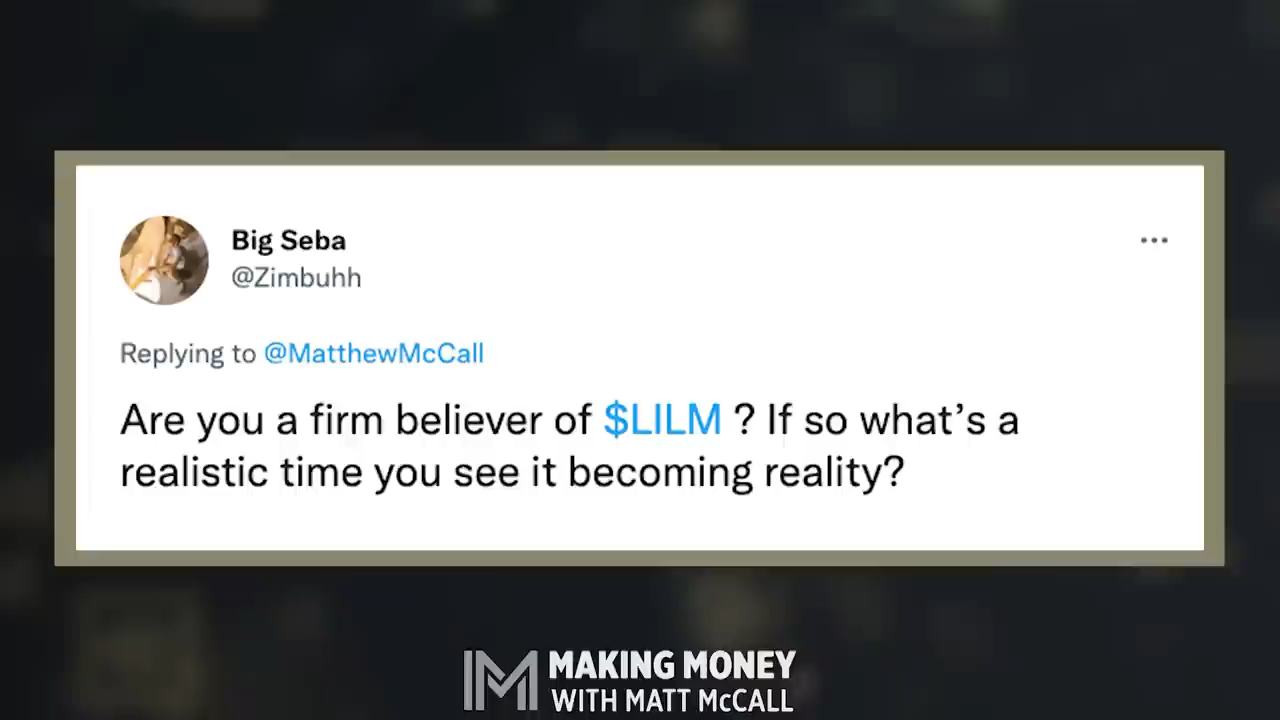 Big Seba
@Zimbuhh
Replying to @MatthewMcCall
Are you a firm believer of $LILM ? If so what’s a
realistic time you see it becoming reality?
MAKING MONEY
WITH MATT McCALL